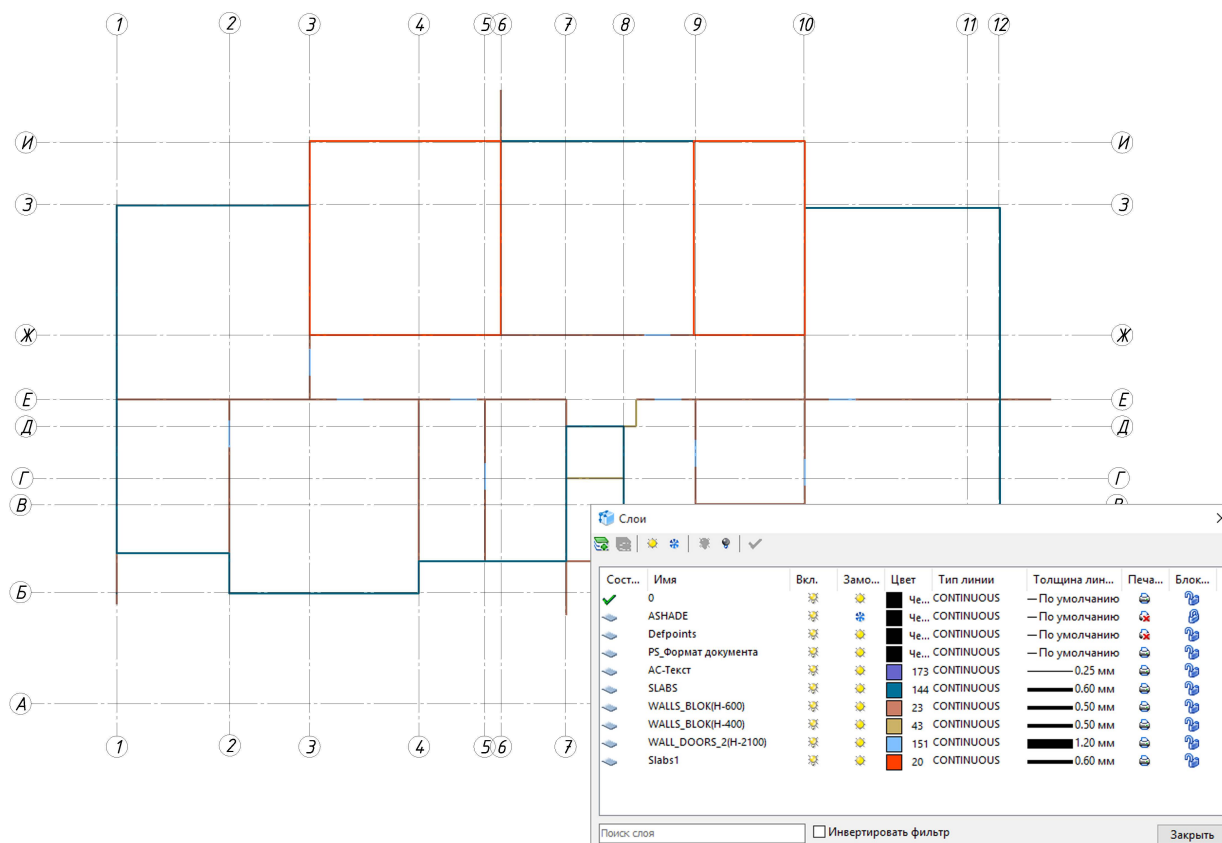 1 2 3 4 5 6 7 8 9 10 11 12
И И
З З
Ж Ж
Е Е
Д Д
Г Г
В В
Б
А
1 2 3 4 5 6 7
Слои
Сост... Имя Вкл. Замо... Цвет Тип линии Толщина лин... Печа... Блок...
0 Че... CONTINUOUS По умолчанию
ASHADE Че... CONTINUOUS По умолчанию
Defpoints Че... CONTINUOUS По умолчанию
PS_Формат документа Че... CONTINUOUS По умолчанию
АС-Текст 173 CONTINUOUS 0.25 мм
SLABS 144 CONTINUOUS 0.60 мм
WALLS_BLOK(H-600) 23 CONTINUOUS 0.50 мм
WALLS_BLOK(H-400) 43 CONTINUOUS 0.50 мм
WALL_DOORS_2(H-2100) 151 CONTINUOUS 1.20 мм
Slabs1 20 CONTINUOUS 0.60 мм
Поиск слоя Инвертировать фильтр Закрыть